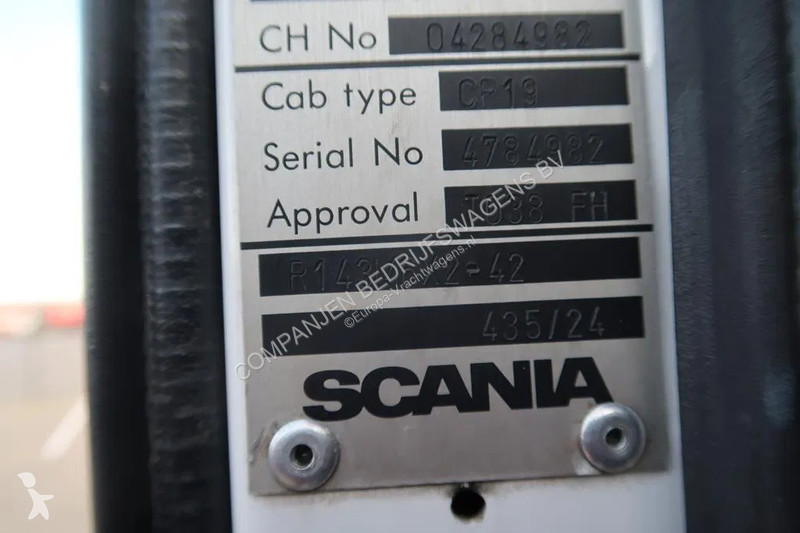 CH No 04284982
Cab type CP19
Serial No 4784982
Approval FH
435/24
SCANIA
COMPANJEN BEDRIJFSWAGENS BV
©Europa-Vrachtwagens.nl